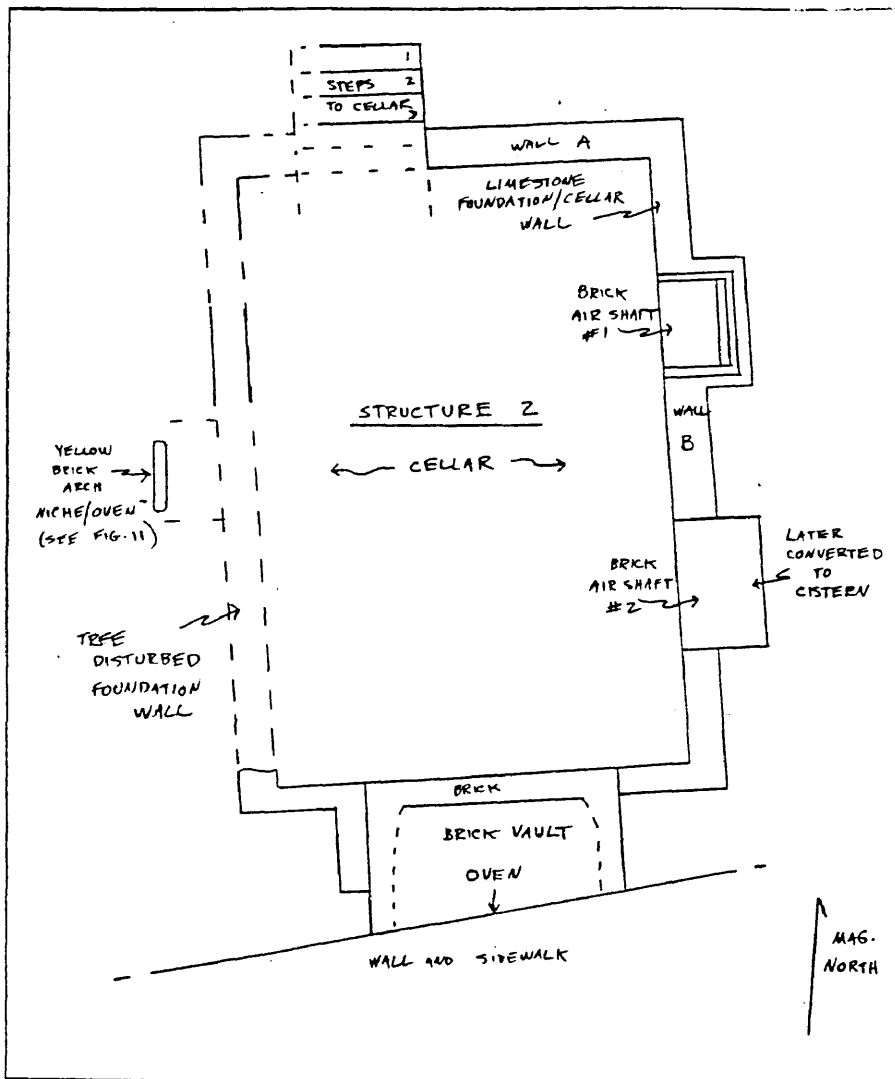 1
STEPS 2
TO CELLAR
WALL A
LIMESTONE
FOUNDATION/CELLAR
WALL
BRICK
AIR SHAFT
#1
STRUCTURE 2
CELLAR
WALL
B
YELLOW
BRICK
ARCH
NICHE/OVEN
(SEE FIG. 11)
BRICK
AIR SHAFT
#2
LATER
CONVERTED
TO
CISTERN
TREE
DISTURBED
FOUNDATION
WALL
BRICK
BRICK VAULT
OVEN
WALL AND SIDEWALK
MAG.
NORTH